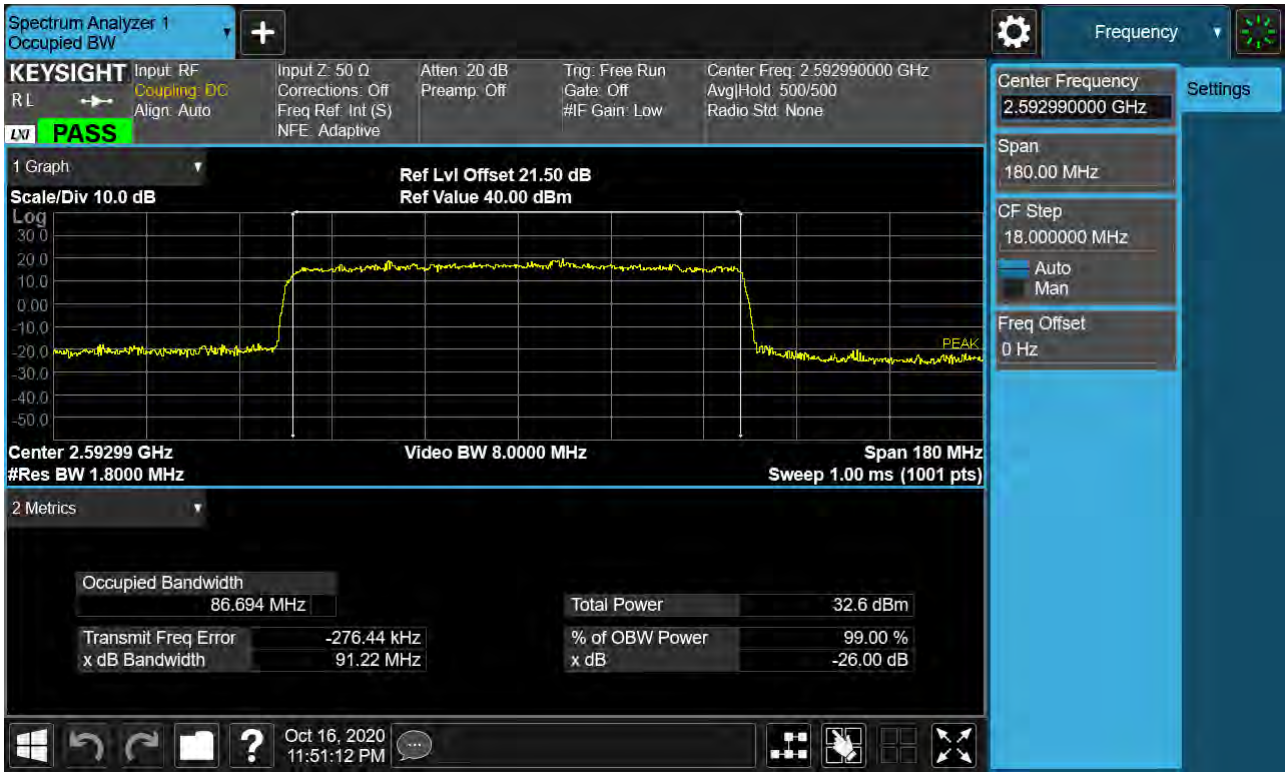 Spectrum Analyzer 1
Occupied BW
Frequency
KEYSIGHT
RL
LXI
PASS
Input: RF
Coupling: DC
Align: Auto
Input Z: 50 Ω
Corrections: Off
Freq Ref: Int (S)
NFE: Adaptive
Atten: 20 dB
Preamp: Off
Trig: Free Run
Gate: Off
#IF Gain: Low
Center Freq: 2.592990000 GHz
Avg|Hold: 500/500
Radio Std: None
Center Frequency
2.592990000 GHz
Settings
Span
180.00 MHz
CF Step
18.000000 MHz
Auto
Man
Freq Offset
0 Hz
1 Graph
Scale/Div 10.0 dB
Ref Lvl Offset 21.50 dB
Ref Value 40.00 dBm
Log
30.0
20.0
10.0
0.00
-10.0
-20.0
-30.0
-40.0
-50.0
PEAK
Center 2.59299 GHz
#Res BW 1.8000 MHz
Video BW 8.0000 MHz
Span 180 MHz
Sweep 1.00 ms (1001 pts)
2 Metrics
Occupied Bandwidth
86.694 MHz
Total Power 32.6 dBm
Transmit Freq Error -276.44 kHz
% of OBW Power 99.00 %
x dB Bandwidth 91.22 MHz
x dB -26.00 dB
?
Oct 16, 2020
11:51:12 PM